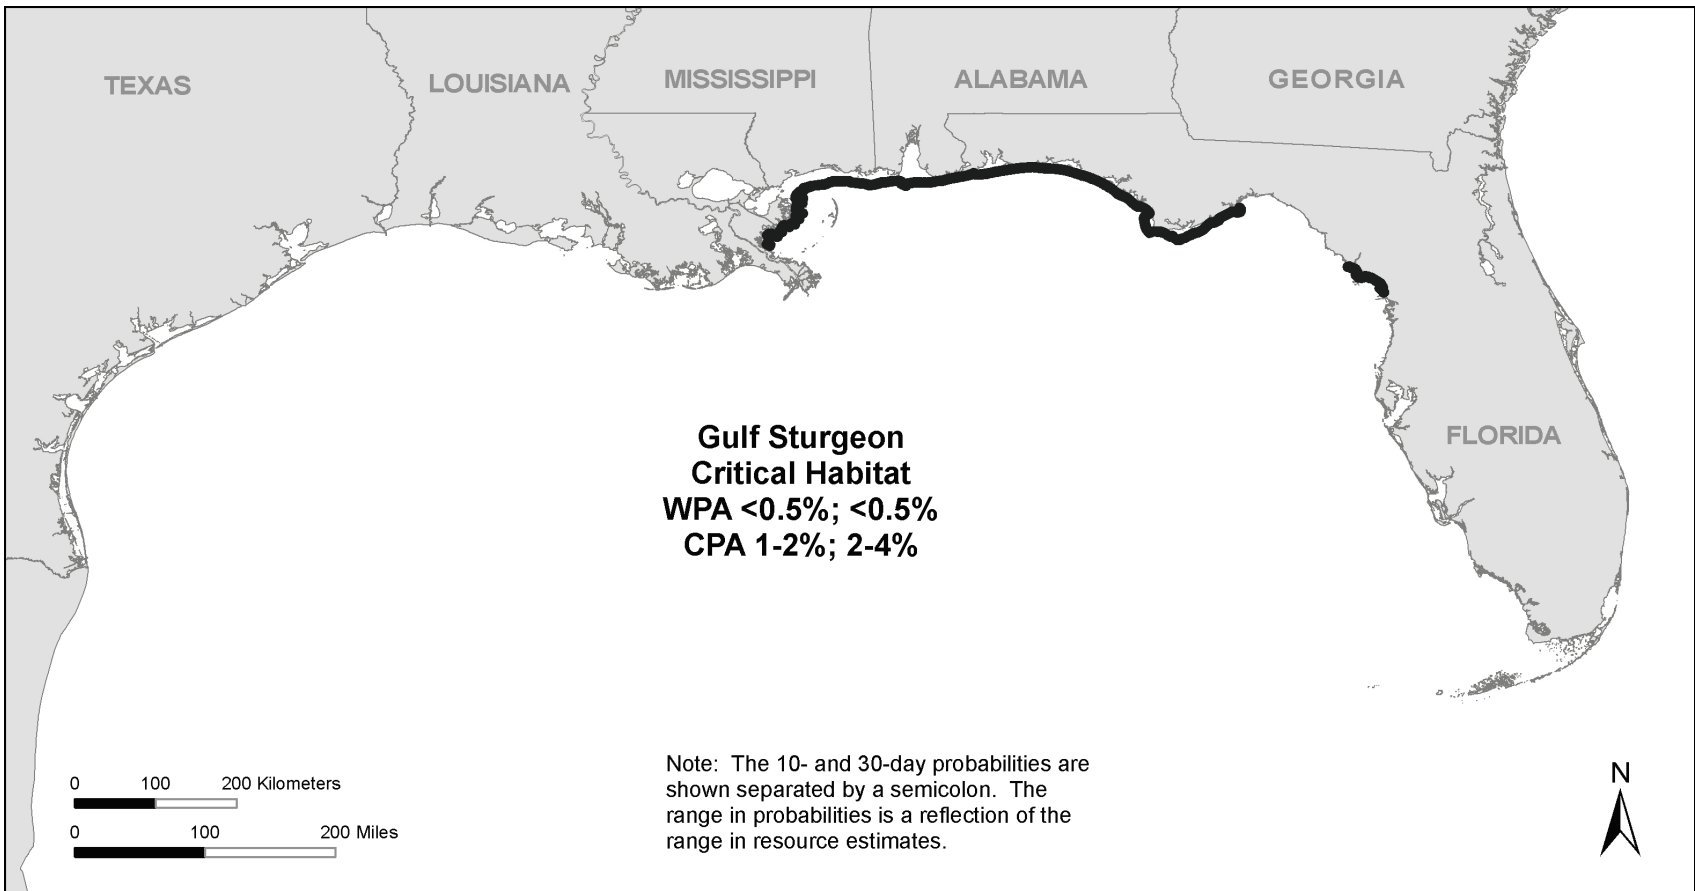 TEXAS
LOUISIANA
MISSISSIPPI
ALABAMA
GEORGIA
FLORIDA
Gulf Sturgeon
Critical Habitat
WPA <0.5%; <0.5%
CPA 1-2%; 2-4%
Note:  The 10- and 30-day probabilities are
shown separated by a semicolon.  The
range in probabilities is a reflection of the
range in resource estimates.
0 100 200 Kilometers
0 100 200 Miles
N